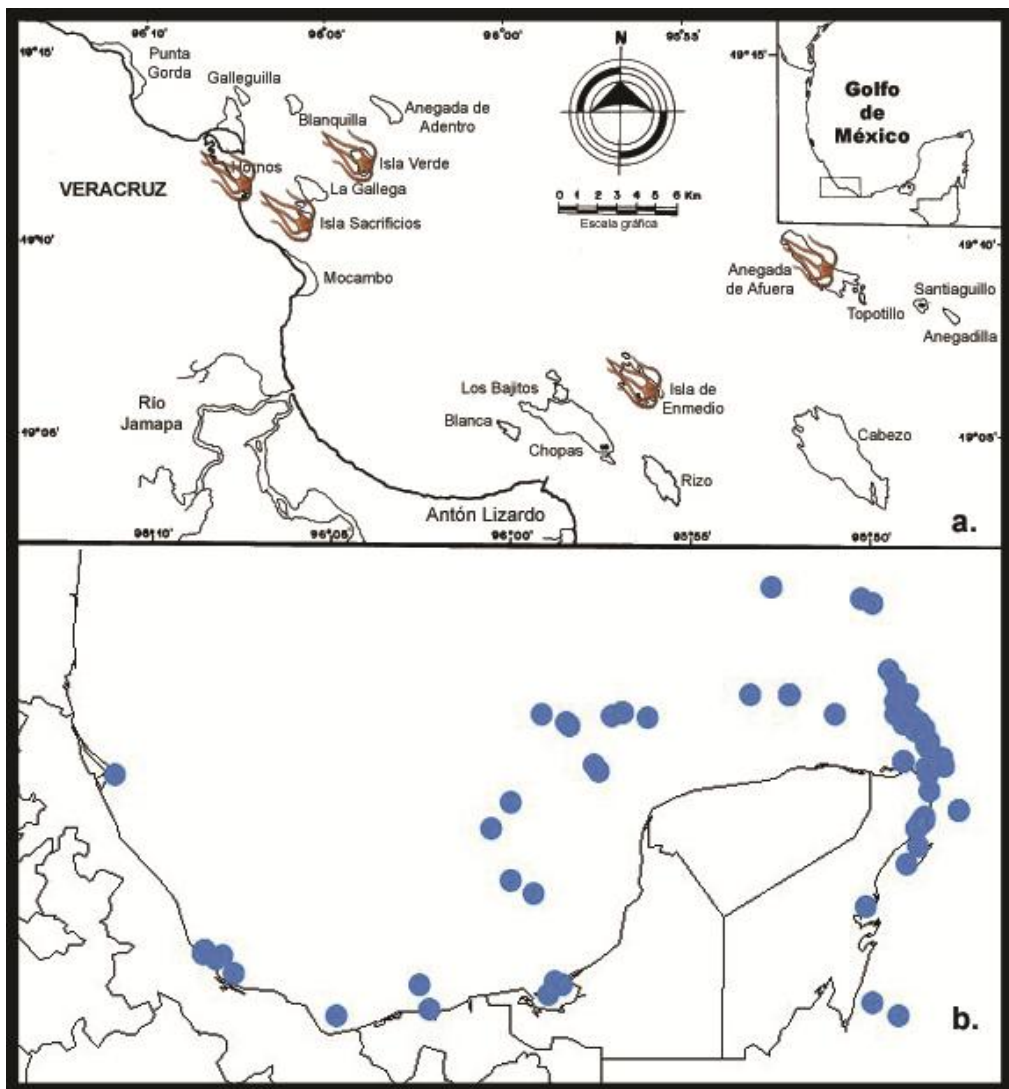 96°10'
96°05'
96°00'
95°55'
19°15'
19°15'
Punta
Gorda
Galleguilla
Blanquilla
Anegada de
Adentro
N
Golfo
de
México
Hornos
Isla Verde
VERACRUZ
La Gallega
Isla Sacrificios
0 1 2 3 4 5 6 Km
Escala gráfica
19°10'
19°10'
Mocambo
Anegada
de Afuera
Topotillo
Santiaguillo
Anegadilla
Los Bajitos
Isla de
Enmedio
Río
Jamapa
Blanca
Chopas
Cabezo
19°05'
19°05'
Rizo
Antón Lizardo
a.
96°10'
96°05'
96°00'
95°55'
95°50'
b.